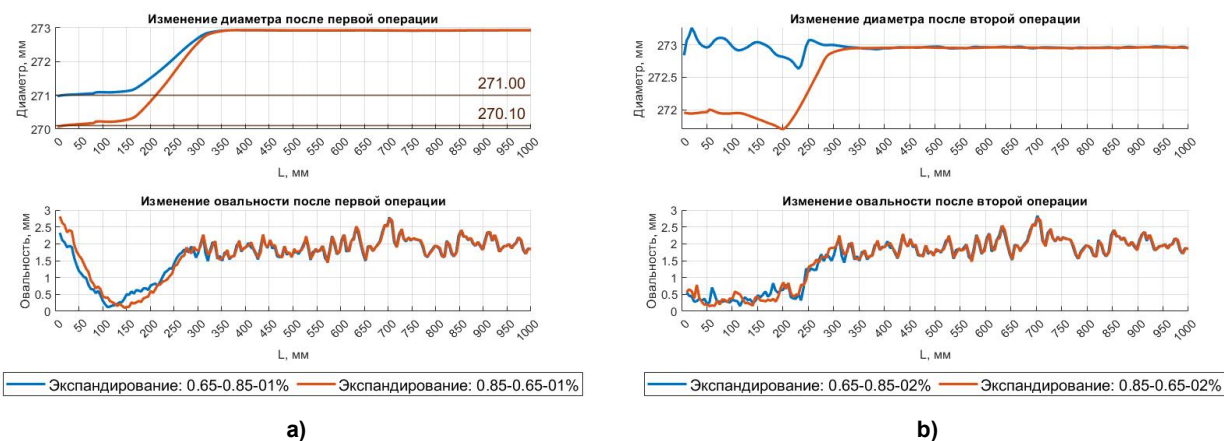 Изменение диаметра после первой операции
Диаметр, мм
273
272
271
270
271.00
270.10
0 50 100 150 200 250 300 350 400 450 500 550 600 650 700 750 800 850 900 950 1000
L, мм
Изменение овальности после первой операции
Овальность, мм
3
2.5
2
1.5
1
0.5
0
0 50 100 150 200 250 300 350 400 450 500 550 600 650 700 750 800 850 900 950 1000
L, мм
Экспандирование: 0.65-0.85-01% Экспандирование: 0.85-0.65-01%
a)
Изменение диаметра после второй операции
Диаметр, мм
273
272.5
272
0 50 100 150 200 250 300 350 400 450 500 550 600 650 700 750 800 850 900 950 1000
L, мм
Изменение овальности после второй операции
Овальность, мм
3
2.5
2
1.5
1
0.5
0
0 50 100 150 200 250 300 350 400 450 500 550 600 650 700 750 800 850 900 950 1000
L, мм
Экспандирование: 0.65-0.85-02% Экспандирование: 0.85-0.65-02%
b)